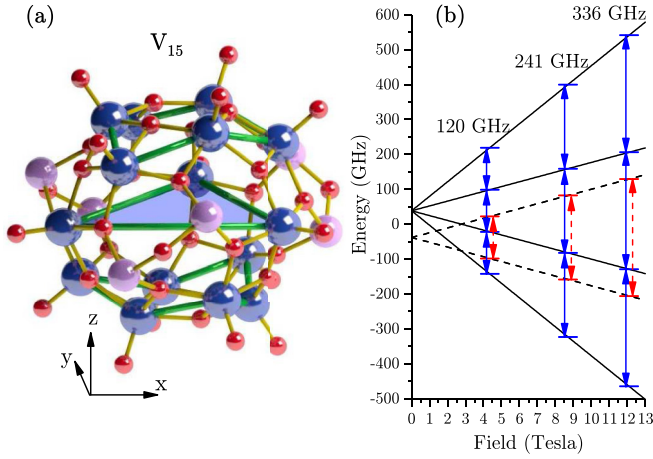 (a)
V₁₅
z
y
x
(b)
336 GHz
241 GHz
120 GHz
Energy (GHz)
600
500
400
300
200
100
0
-100
-200
-300
-400
-500
0 1 2 3 4 5 6 7 8 9 10 11 12 13
Field (Tesla)